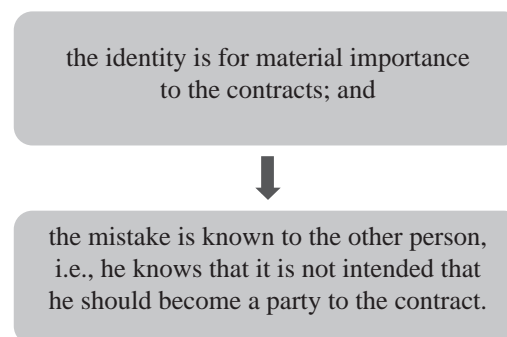 the identity is for material importance
to the contracts; and
the mistake is known to the other person,
i.e., he knows that it is not intended that
he should become a party to the contract.